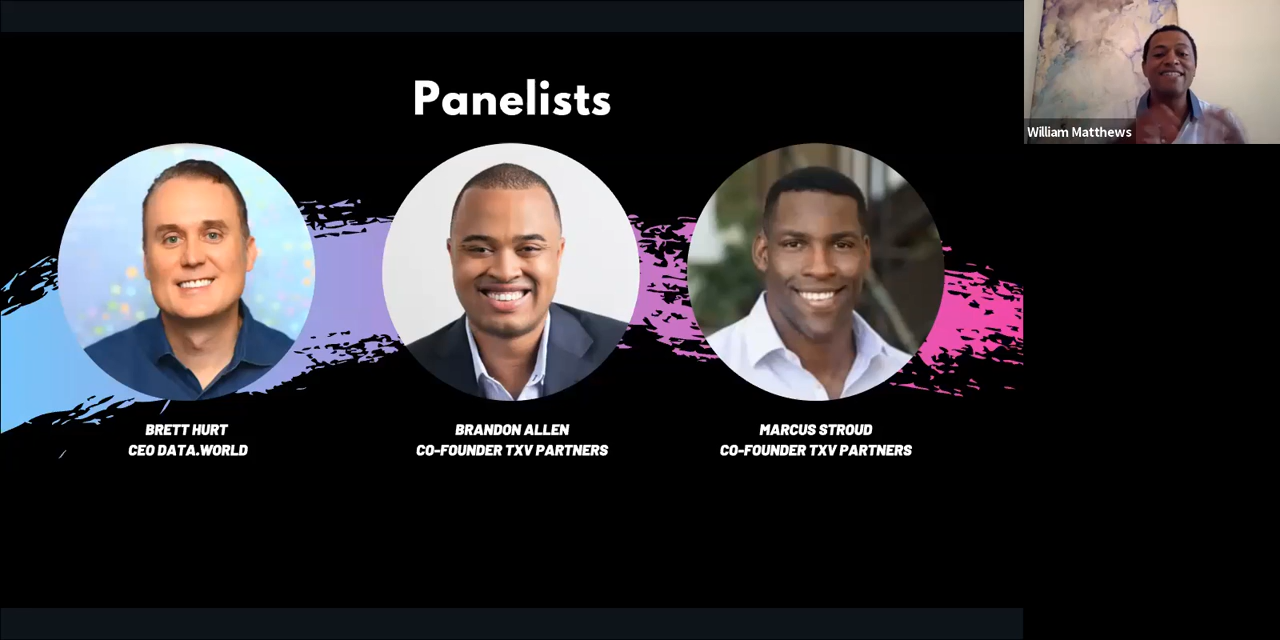 Panelists
William Matthews
BRETT HURT
CEO DATA.WORLD
BRANDON ALLEN
CO-FOUNDER TXV PARTNERS
MARCUS STROUD
CO-FOUNDER TXV PARTNERS